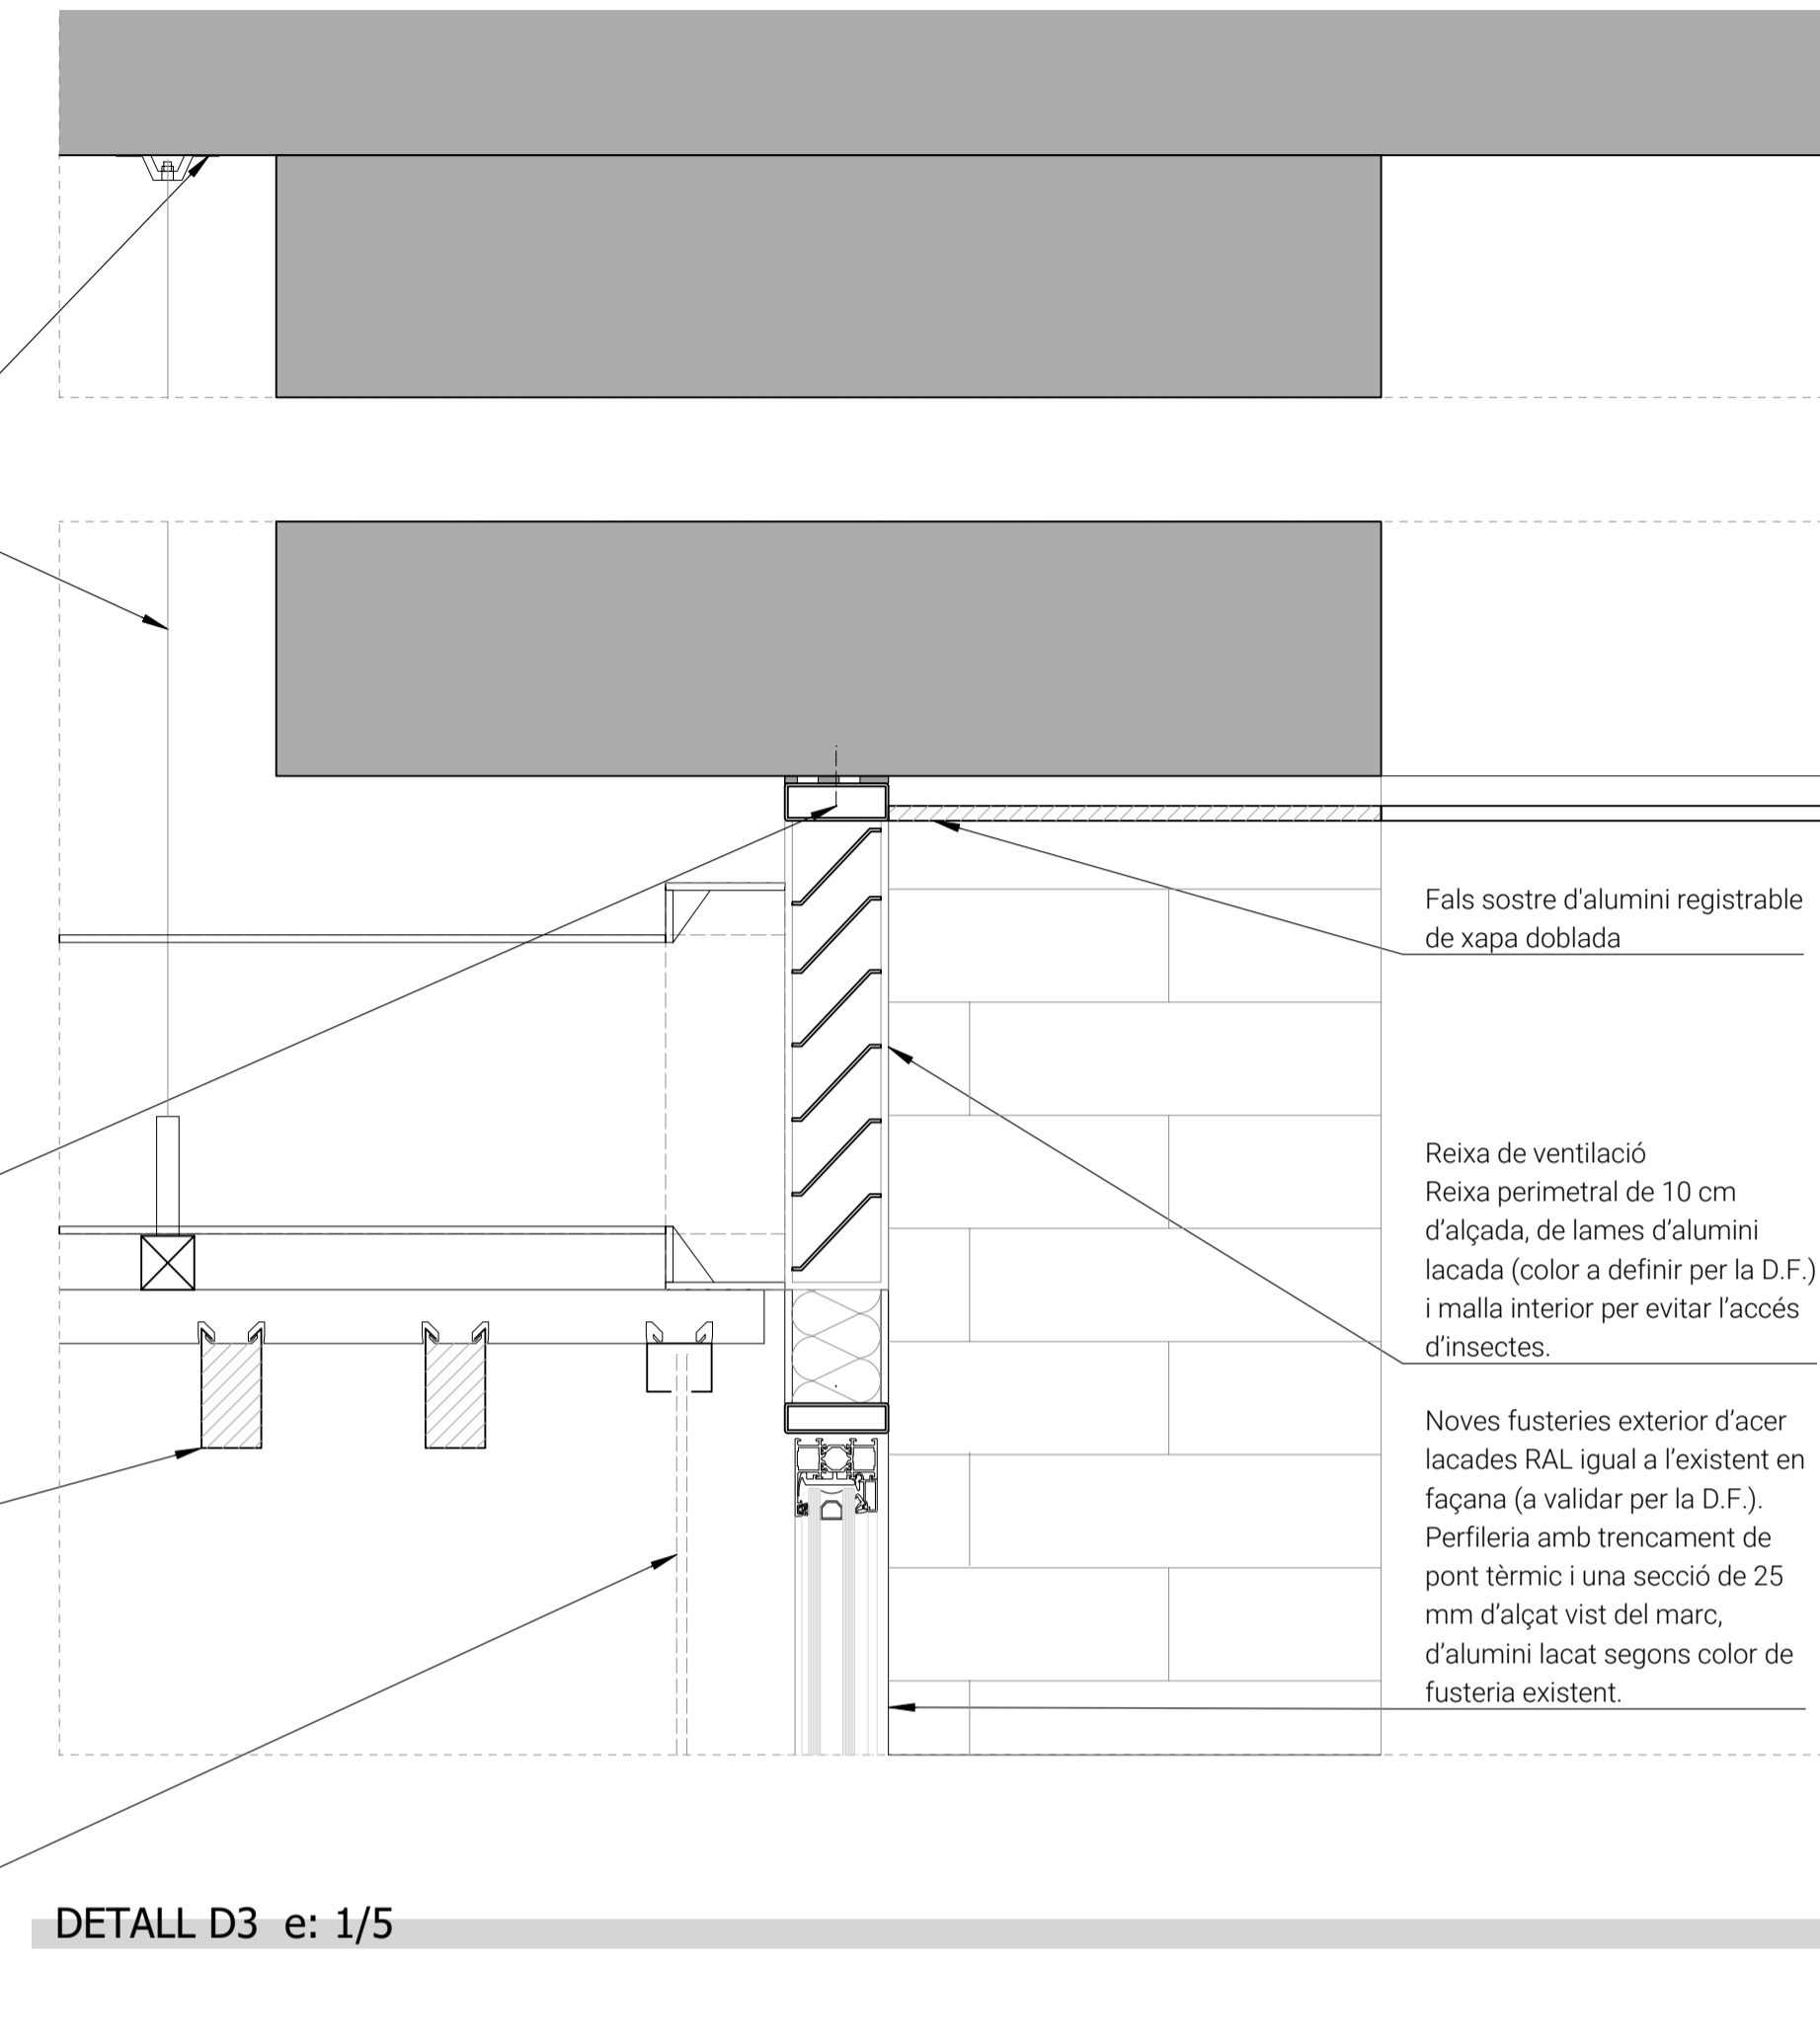 Fals sostre d'alumini registrable
de xapa doblada
Reixa de ventilació
Reixa perimetral de 10 cm
d’alçada, de lames d’alumini
lacada (color a definir per la D.F.)
i malla interior per evitar l’accés
d’insectes.
Noves fusteries exterior d’acer
lacades RAL igual a l’existent en
façana (a validar per la D.F.).
Perfileria amb trencament de
pont tèrmic i una secció de 25
mm d’alçat vist del marc,
d’alumini lacat segons color de
fusteria existent.
DETALL D3 e: 1/5